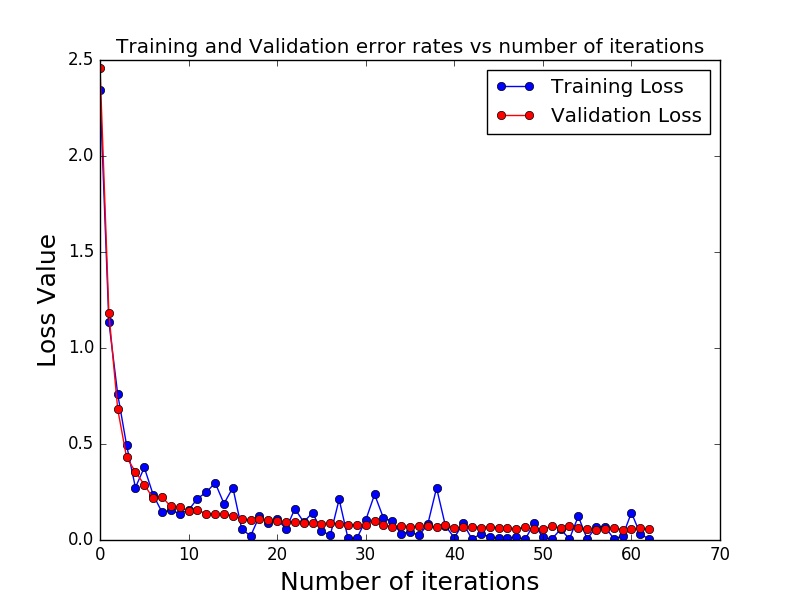 Training and Validation error rates vs number of iterations
2.5
2.0
1.5
1.0
0.5
0.0
Loss Value
Training Loss
Validation Loss
0 10 20 30 40 50 60 70
Number of iterations